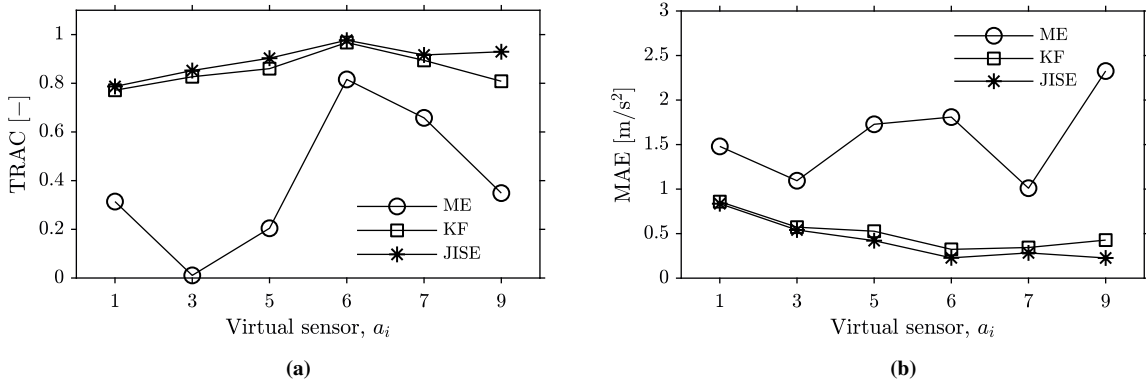 1
0.8
0.6
0.4
0.2
0
TRAC [−]
ME
KF
JISE
1 3 5 6 7 9
Virtual sensor, a_i
(a)
3
2.5
2
1.5
1
0.5
0
MAE [m/s²]
ME
KF
JISE
1 3 5 6 7 9
Virtual sensor, a_i
(b)